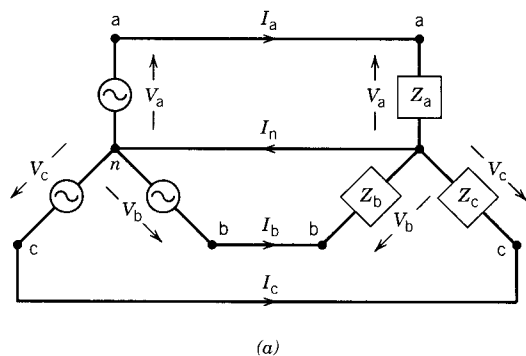 a a
I_a
V_a V_a Z_a
I_n
V_c n V_c
V_b Z_b Z_c V_b
c b I_b b c
I_c
(a)